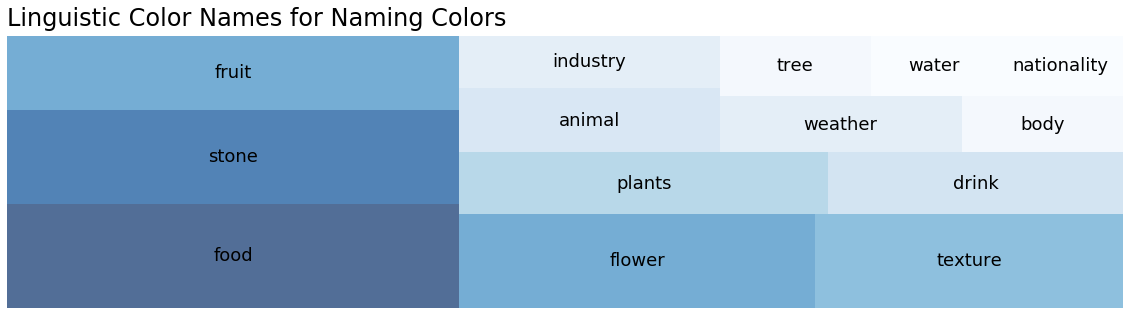 Linguistic Color Names for Naming Colors
fruit
stone
food
industry
animal
plants
flower
tree
water
nationality
weather
body
drink
texture